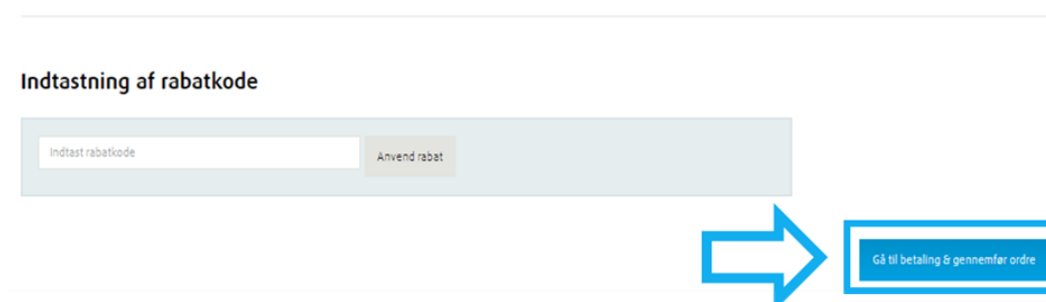 Indtastning af rabatkode
Indtast rabatkode
Anvend rabat
Gå til betaling & gennemfør ordre